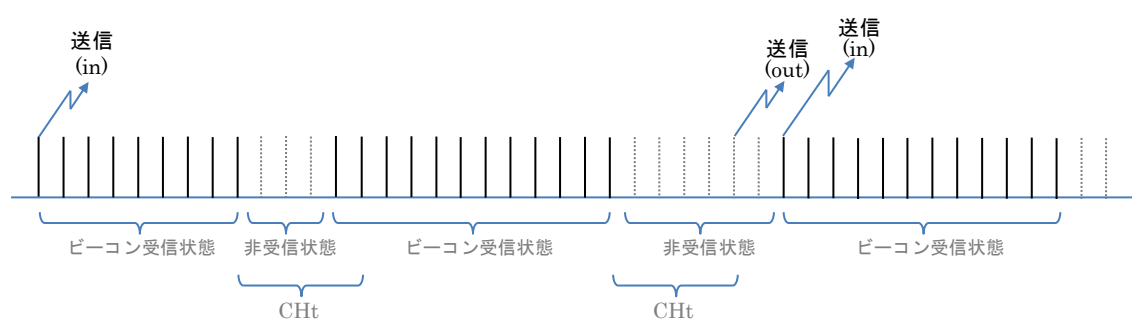 送信
(in)
送信
(out)
送信
(in)
ビーコン受信状態
非受信状態
ビーコン受信状態
非受信状態
ビーコン受信状態
CHt
CHt